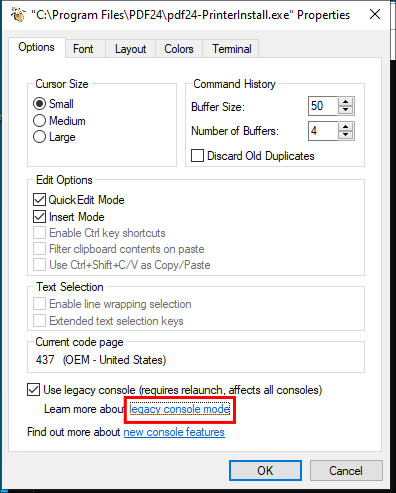 "C:\Program Files\PDF24\pdf24-PrinterInstall.exe" Properties
Options Font Layout Colors Terminal
Cursor Size
Small
Medium
Large
Command History
Buffer Size: 50
Number of Buffers: 4
Discard Old Duplicates
Edit Options
QuickEdit Mode
Insert Mode
Enable Ctrl key shortcuts
Filter clipboard contents on paste
Use Ctrl+Shift+C/V as Copy/Paste
Text Selection
Enable line wrapping selection
Extended text selection keys
Current code page
437 (OEM - United States)
Use legacy console (requires relaunch, affects all consoles)
Learn more about legacy console mode
Find out more about new console features
OK Cancel